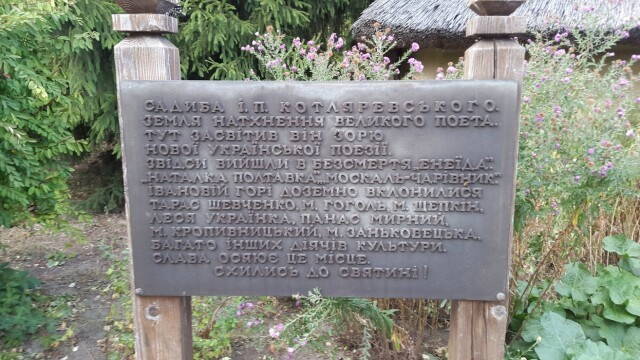 САДИБА І.П. КОТЛЯРЕВСЬКОГО.
ЗЕМЛЯ НАТХНЕННЯ ВЕЛИКОГО ПОЕТА.
ТУТ ЗАСВІТИВ ВІН ЗОРЮ
НОВОЇ УКРАЇНСЬКОЇ ПОЕЗІЇ.
ЗВІДСИ ВИЙШЛИ В БЕЗСМЕРТЯ „ЕНЕЇДА",
„НАТАЛКА ПОЛТАВКА", „МОСКАЛЬ-ЧАРІВНИК"
ІВАНОВІЙ ГОРІ ДОЗЕМНО ВКЛОНИЛИСЯ
ТАРАС ШЕВЧЕНКО, М. ГОГОЛЬ, М. ЩЕПКІН,
ЛЕСЯ УКРАЇНКА, ПАНАС МИРНИЙ,
М. КРОПИВНИЦЬКИЙ, М. ЗАНЬКОВЕЦЬКА,
БАГАТО ІНШИХ ДІЯЧІВ КУЛЬТУРИ.
СЛАВА ОСЯЮЄ ЦЕ МІСЦЕ.
СХИЛИСЬ ДО СВЯТИНІ!